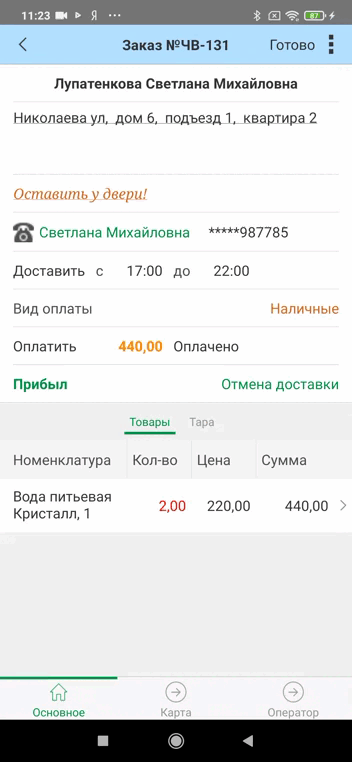 11:23 Я ... 87
Заказ №ЧВ-131 Готово
Лупатенкова Светлана Михайловна
Николаева ул, дом 6, подъезд 1, квартира 2
Оставить у двери!
Светлана Михайловна *****987785
Доставить с 17:00 до 22:00
Вид оплаты Наличные
Оплатить 440,00 Оплачено
Прибыл Отмена доставки
Товары Тара
Номенклатура Кол-во Цена Сумма
Вода питьевая
Кристалл, 1 2,00 220,00 440,00
Основное Карта Оператор